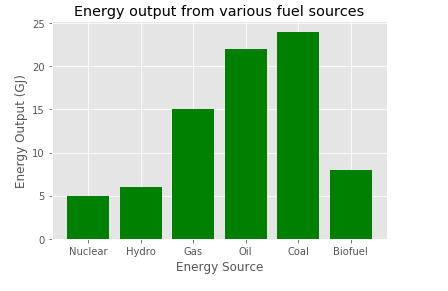 Energy output from various fuel sources
25
20
15
10
5
0
Energy Output (GJ)
Nuclear Hydro Gas Oil Coal Biofuel
Energy Source